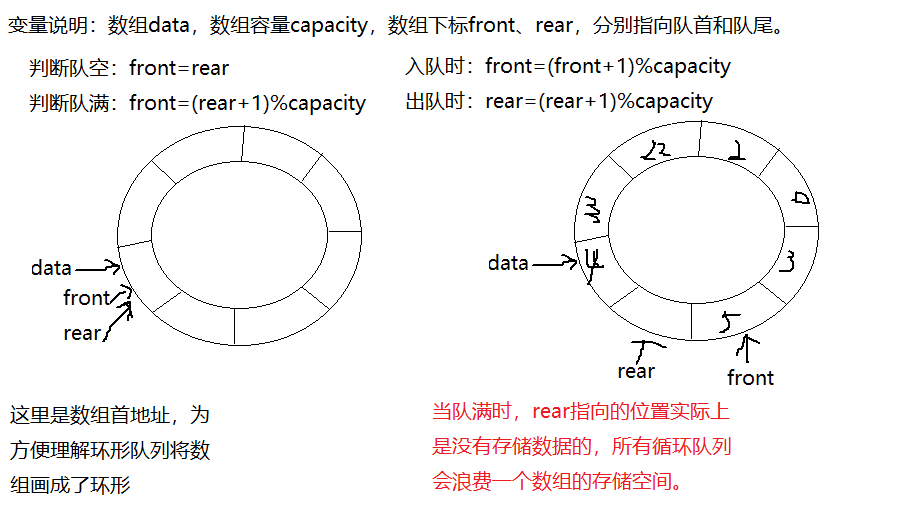 变量说明：数组data，数组容量capacity，数组下标front、rear，分别指向队首和队尾。
判断队空：front=rear
判断队满：front=(rear+1)%capacity
入队时：front=(front+1)%capacity
出队时：rear=(rear+1)%capacity
data
front
rear
22
0
3
4
5
data
rear
front
这里是数组首地址，为
方便理解环形队列将数
组画成了环形
当队满时，rear指向的位置实际上
是没有存储数据的，所有循环队列
会浪费一个数组的存储空间。